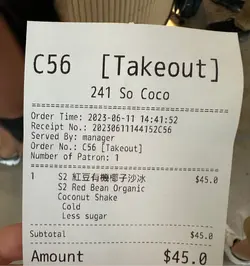 C56 [Takeout]
241 So Coco
Order Time: 2023-06-11 14:41:52
Receipt No.: 20230611144152C56
Served By: manager
Order No.: C56 [Takeout]
Number of Patron: 1
1 S2 紅豆有機椰子沙冰 $45.0
S2 Red Bean Organic
Coconut Shake
Cold
Less sugar
Subtotal $45.0
Amount $45.0